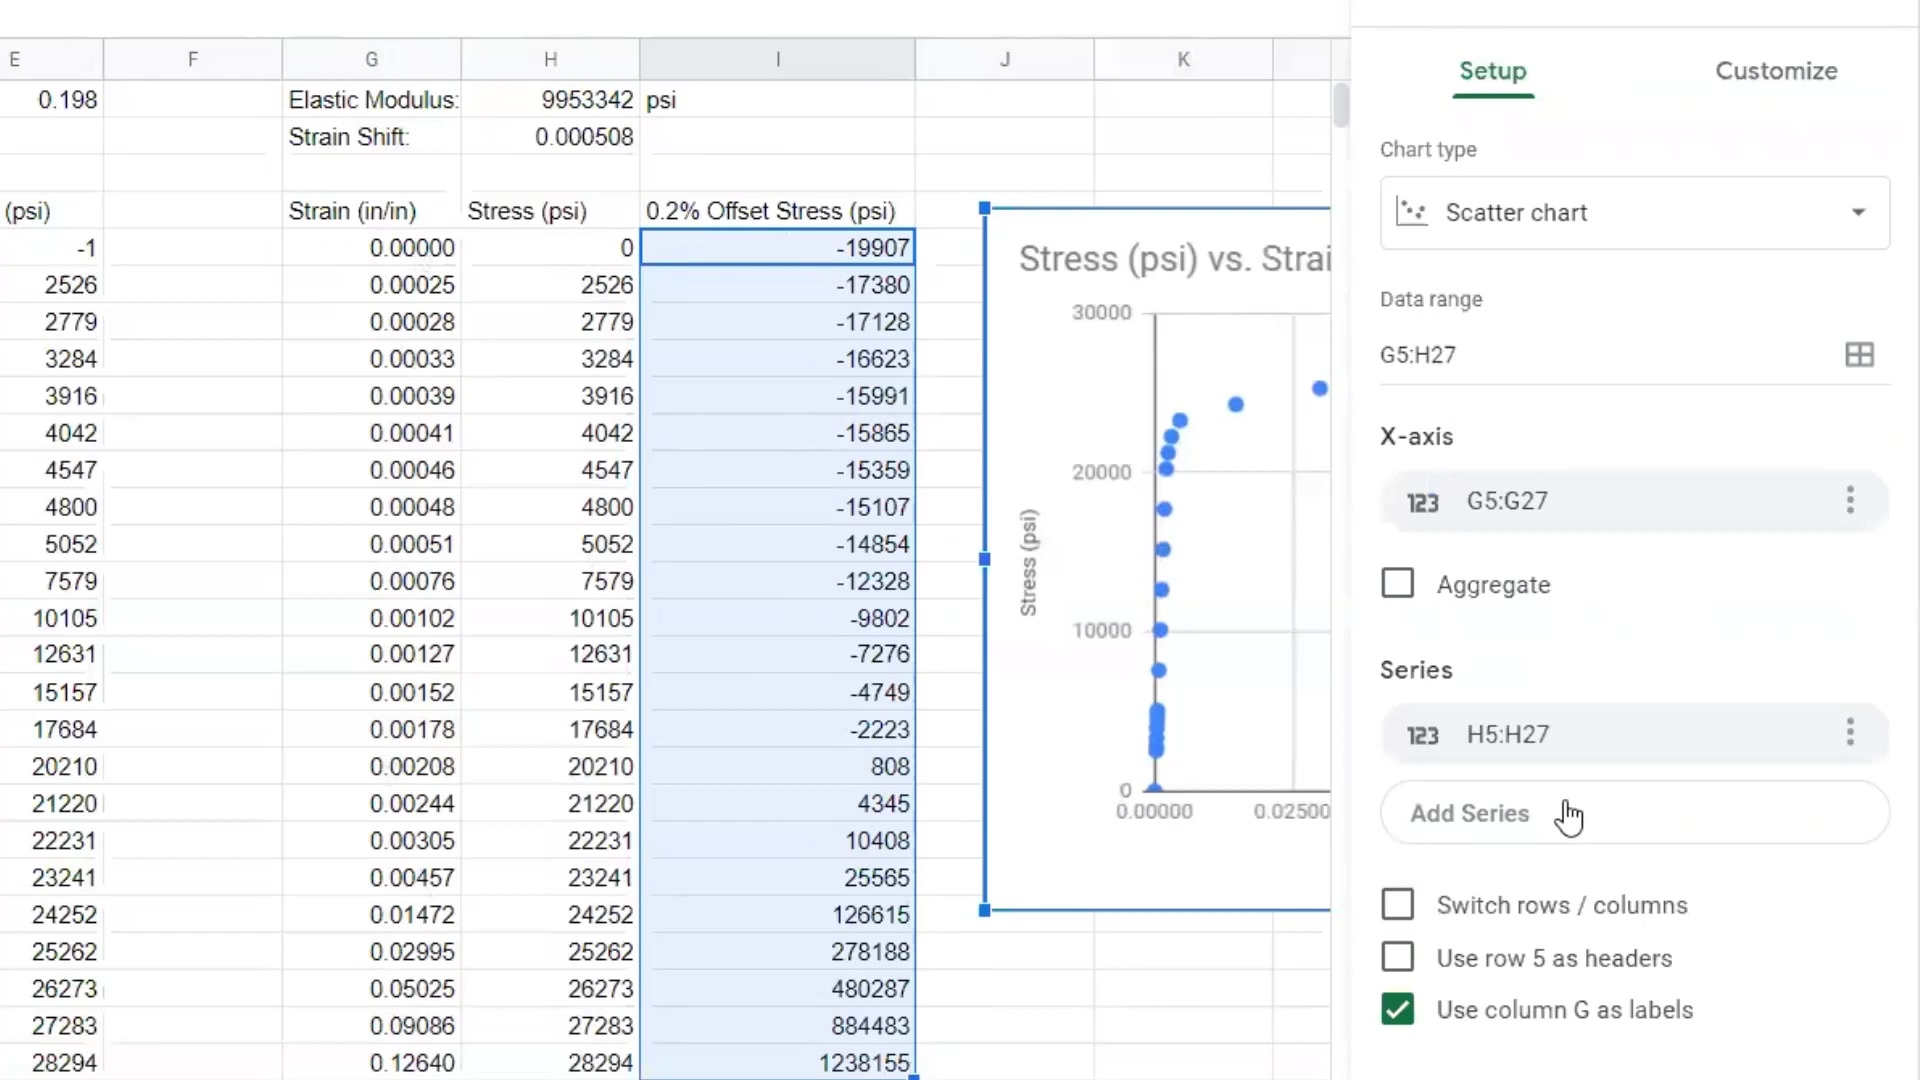 E F G H I J K
0.198 Elastic Modulus: 9953342 psi
Strain Shift: 0.000508
(psi) Strain (in/in) Stress (psi) 0.2% Offset Stress (psi)
-1 0.00000 0 -19907
2526 0.00025 2526 -17380
2779 0.00028 2779 -17128
3284 0.00033 3284 -16623
3916 0.00039 3916 -15991
4042 0.00041 4042 -15865
4547 0.00046 4547 -15359
4800 0.00048 4800 -15107
5052 0.00051 5052 -14854
7579 0.00076 7579 -12328
10105 0.00102 10105 -9802
12631 0.00127 12631 -7276
15157 0.00152 15157 -4749
17684 0.00178 17684 -2223
20210 0.00208 20210 808
21220 0.00244 21220 4345
22231 0.00305 22231 10408
23241 0.00457 23241 25565
24252 0.01472 24252 126615
25262 0.02995 25262 278188
26273 0.05025 26273 480287
27283 0.09086 27283 884483
28294 0.12640 28294 1238155
Stress (psi) vs. Strai
30000
20000
10000
0
Stress (psi)
0.00000 0.02500
Setup Customize
Chart type
Scatter chart
Data range
G5:H27
X-axis
123 G5:G27
Aggregate
Series
123 H5:H27
Add Series
Switch rows / columns
Use row 5 as headers
Use column G as labels